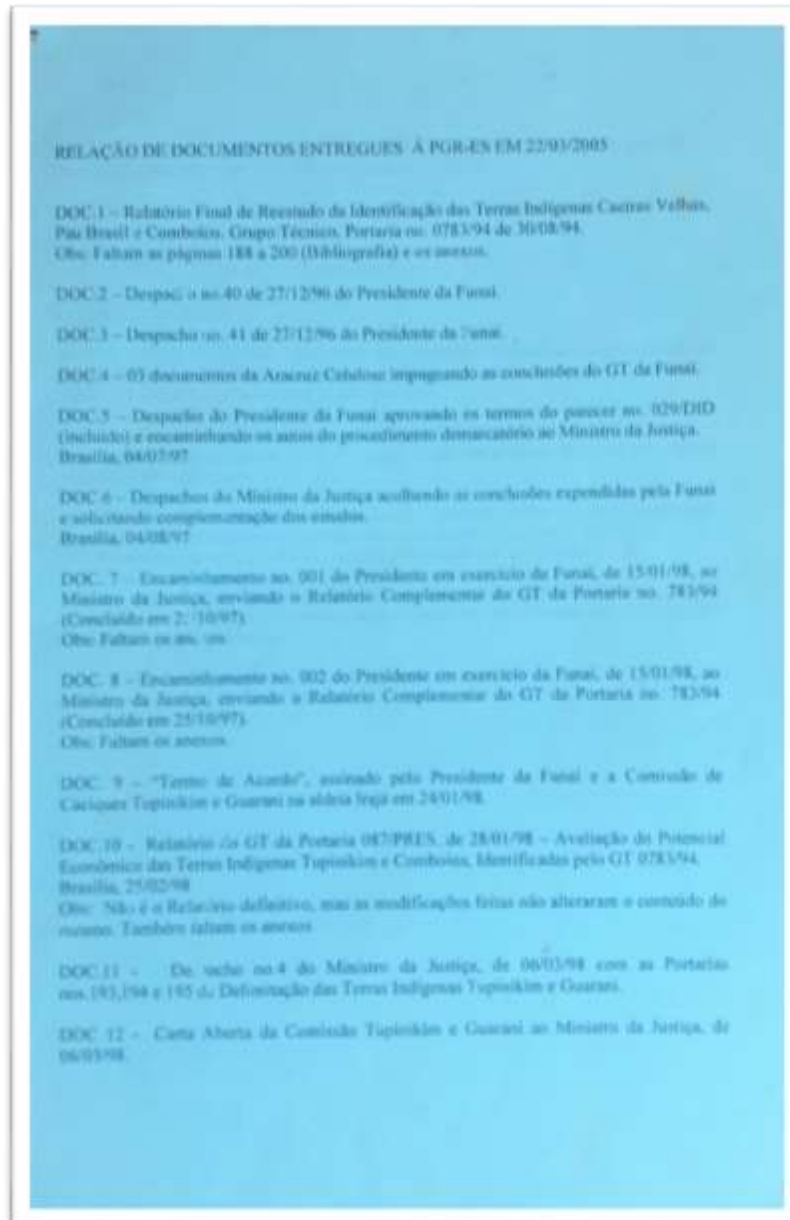 RELAÇÃO DE DOCUMENTOS ENTREGUES À PGR-ES EM 22/03/2005
DOC.1 – Relatório Final de Reestudo da Identificação das Terras Indígenas Caeiras Velhas,
Pau Brasil e Comboios. Grupo Técnico, Portaria no. 0783/94 de 30/08/94.
Obs: Faltam as páginas 188 a 200 (Bibliografia) e os anexos.
DOC.2 – Despac o no.40 de 27/12/96 do Presidente da Funai.
DOC.3 – Despacho no. 41 de 27/12/96 do Presidente da Funai.
DOC.4 – 03 documentos da Aracruz Celulose impugnando as conclusões do GT da Funai.
DOC.5 – Despacho do Presidente da Funai aprovando os termos do parecer no. 029/DID
(incluído) e encaminhando os autos do procedimento demarcatório ao Ministro da Justiça.
Brasília, 04/07/97
DOC.6 – Despachos do Ministro da Justiça acolhendo as conclusões expendidas pela Funai
e solicitando complementação dos estudos.
Brasília, 04/08/97
DOC. 7 – Encaminhamento no. 001 do Presidente em exercício da Funai, de 15/01/98, ao
Ministro da Justiça, enviando o Relatório Complementar do GT da Portaria no. 783/94
(Concluído em 2 /10/97).
Obs: Faltam os
DOC. 8 – Encaminhamento no. 002 do Presidente em exercício da Funai, de 15/01/98, ao
Ministro da Justiça, enviando o Relatório Complementar do GT da Portaria no. 783/94
(Concluído em 25/10/97).
Obs: Faltam os anexos.
DOC. 9 – "Termo de Acordo", assinado pelo Presidente da Funai e a Comissão de
Caciques Tupinikim e Guarani na aldeia Irajá em 24/01/98.
DOC.10 – Relatório do GT da Portaria 087/PRES, de 28/01/98 – Avaliação do Potencial
Econômico das Terras Indígenas Tupinikim e Comboios, Identificadas pelo GT 0783/94.
Brasília, 25/02/98
Obs: Não é o Relatório definitivo, mas as modificações feitas não alteraram o conteúdo do
mesmo. Também faltam os anexos
DOC.11 – De acho no.4 do Ministro da Justiça, de 06/03/98 com as Portarias
nos.193,194 e 195 de Delimitação das Terras Indígenas Tupinikim e Guarani.
DOC.12 – Carta Aberta da Comissão Tupinikim e Guarani ao Ministro da Justiça, de
06/03/98.